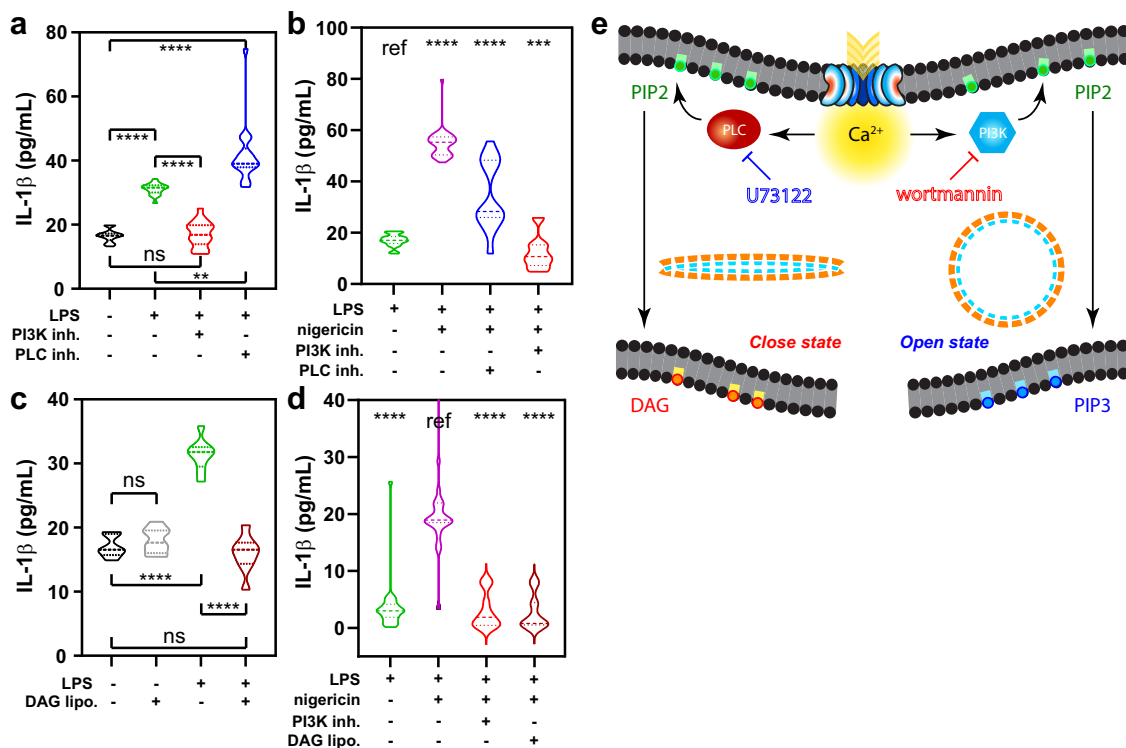 a
80
60
40
20
0
IL-1β (pg/mL)
****
****
****
ns
**
LPS - + + +
PI3K inh. - - + -
PLC inh. - - - +
b
100
80
60
40
20
0
IL-1β (pg/mL)
ref **** **** ***
LPS + + + +
nigericin - + + +
PI3K inh. - - - +
PLC inh. - - + -
c
40
30
20
10
0
IL-1β (pg/mL)
ns
****
****
ns
LPS - - + +
DAG lipo. - + - +
d
40
30
20
10
0
IL-1β (pg/mL)
**** ref **** ****
LPS + + + +
nigericin - + + +
PI3K inh. - - + -
DAG lipo. - - - +
e
PIP2
PIP2
PLC
Ca2+
PI3K
U73122
wortmannin
Close state
Open state
DAG
PIP3